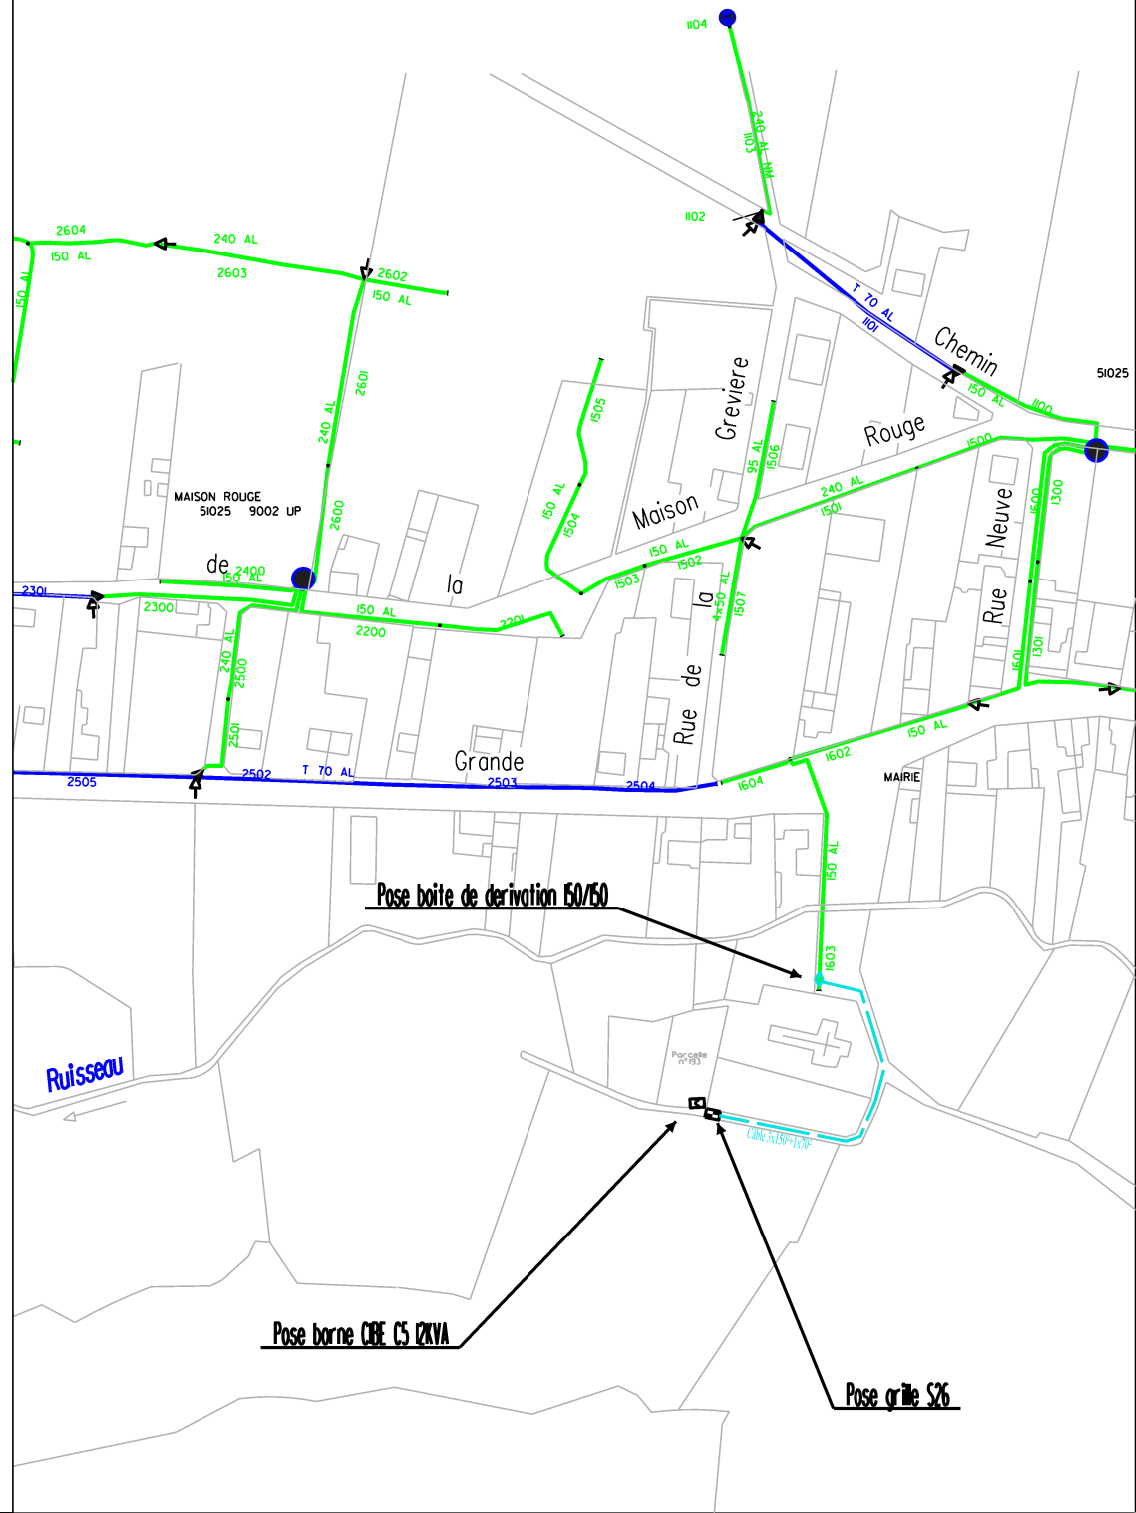 1104
240 AL NM
1103
1102
2604
240 AL
150 AL
2603
2602
150 AL
150 AL
T 70 AL
1101
Chemin
51025
150 AL
1100
2601
240 AL
1505
Greviere
Rouge
1500
95 AL
1506
240 AL
1501
MAISON ROUGE
51025 9002 UP
2600
150 AL
1504
Maison
1600
1300
Neuve
Rue
150 AL
1502
1503
de
2400
150 AL
la
2301
2300
150 AL
2200
2201
la
4x50 AL
1507
240 AL
2500
2501
1601
1301
de
Rue
150 AL
1602
1604
Grande
2505
2502
T 70 AL
2503
2504
MAIRIE
150 AL
Pose boite de derivation 150/150
1603
Parcelle
n°193
Ruisseau
Câble 3x150²+1x70²
Pose borne CIBE C5 12KVA
Pose grille S26